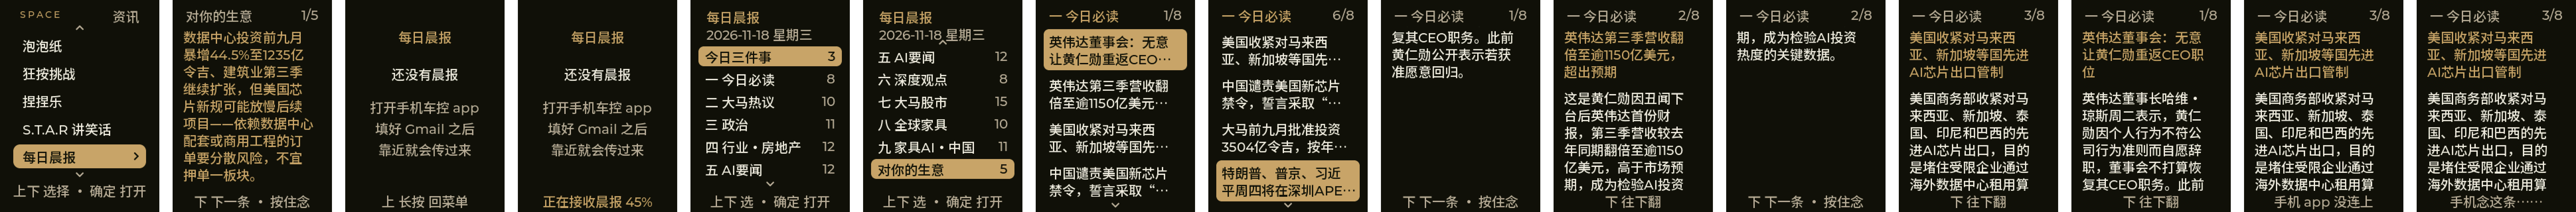 SPACE
资讯
泡泡纸
狂按挑战
捏捏乐
S.T.A.R 讲笑话
每日晨报
上下 选择 · 确定 打开
对你的生意
1/5
数据中心投资前九月
暴增44.5%至1235亿
令吉、建筑业第三季
继续扩张，但美国芯
片新规可能放慢后续
项目——依赖数据中心
配套或商用工程的订
单要分散风险，不宜
押单一板块。
下 下一条 · 按住念
每日晨报
还没有晨报
打开手机车控 app
填好 Gmail 之后
靠近就会传过来
上 长按 回菜单
每日晨报
还没有晨报
打开手机车控 app
填好 Gmail 之后
靠近就会传过来
正在接收晨报 45%
每日晨报
2026-11-18 星期三
今日三件事
3
一 今日必读
8
二 大马热议
10
三 政治
11
四 行业·房地产
12
五 AI要闻
12
上下 选 · 确定 打开
每日晨报
2026-11-18 星期三
五 AI要闻
12
六 深度观点
8
七 大马股市
15
八 全球家具
10
九 家具AI·中国
11
对你的生意
5
上下 选 · 确定 打开
一 今日必读
1/8
英伟达董事会：无意
让黄仁勋重返CEO…
英伟达第三季营收翻
倍至逾1150亿美元…
美国收紧对马来西
亚、新加坡等国先…
中国谴责美国新芯片
禁令，誓言采取“…
一 今日必读
6/8
美国收紧对马来西
亚、新加坡等国先…
中国谴责美国新芯片
禁令，誓言采取“…
大马前九月批准投资
3504亿令吉，按年…
特朗普、普京、习近
平周四将在深圳APE…
一 今日必读
1/8
复其CEO职务。此前
黄仁勋公开表示若获
准愿意回归。
下 下一条 · 按住念
一 今日必读
2/8
英伟达第三季营收翻
倍至逾1150亿美元，
超出预期
这是黄仁勋因丑闻下
台后英伟达首份财
报，第三季营收较去
年同期翻倍至逾1150
亿美元，高于市场预
期，成为检验AI投资
下 往下翻
一 今日必读
2/8
期，成为检验AI投资
热度的关键数据。
下 下一条 · 按住念
一 今日必读
3/8
美国收紧对马来西
亚、新加坡等国先进
AI芯片出口管制
美国商务部收紧对马
来西亚、新加坡、泰
国、印尼和巴西的先
进AI芯片出口，目的
是堵住受限企业通过
海外数据中心租用算
下 往下翻
一 今日必读
1/8
英伟达董事会：无意
让黄仁勋重返CEO职
位
英伟达董事长哈维·
琼斯周二表示，黄仁
勋因个人行为不符公
司行为准则而自愿辞
职，董事会不打算恢
复其CEO职务。此前
下 往下翻
一 今日必读
3/8
美国收紧对马来西
亚、新加坡等国先进
AI芯片出口管制
美国商务部收紧对马
来西亚、新加坡、泰
国、印尼和巴西的先
进AI芯片出口，目的
是堵住受限企业通过
海外数据中心租用算
手机 app 没连上
一 今日必读
3/8
美国收紧对马来西
亚、新加坡等国先进
AI芯片出口管制
美国商务部收紧对马
来西亚、新加坡、泰
国、印尼和巴西的先
进AI芯片出口，目的
是堵住受限企业通过
海外数据中心租用算
手机念这条……